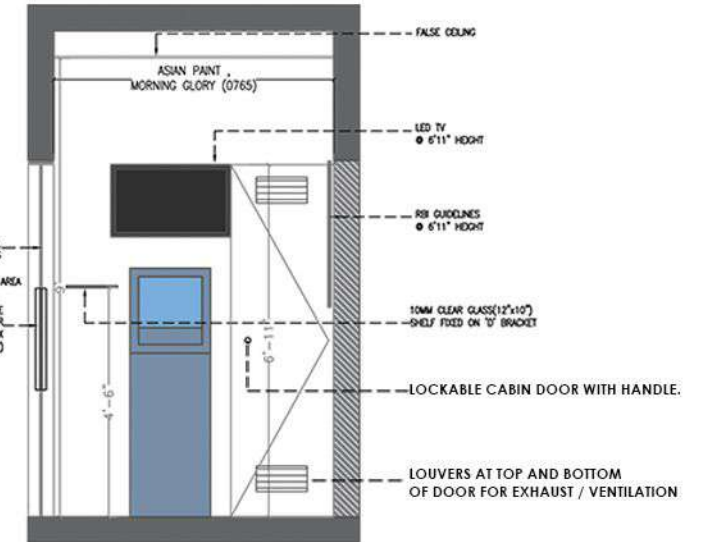 FALSE CEILING
ASIAN PAINT ,
MORNING GLORY (0765)
LED TV
@ 6'11" HEIGHT
RBI GUIDELINES
@ 6'11" HEIGHT
AREA
9'
10MM CLEAR GLASS(12"x10")
SHELF FIXED ON 'D' BRACKET
6'-11"
4'-6"
LOCKABLE CABIN DOOR WITH HANDLE.
LOUVERS AT TOP AND BOTTOM
OF DOOR FOR EXHAUST / VENTILATION